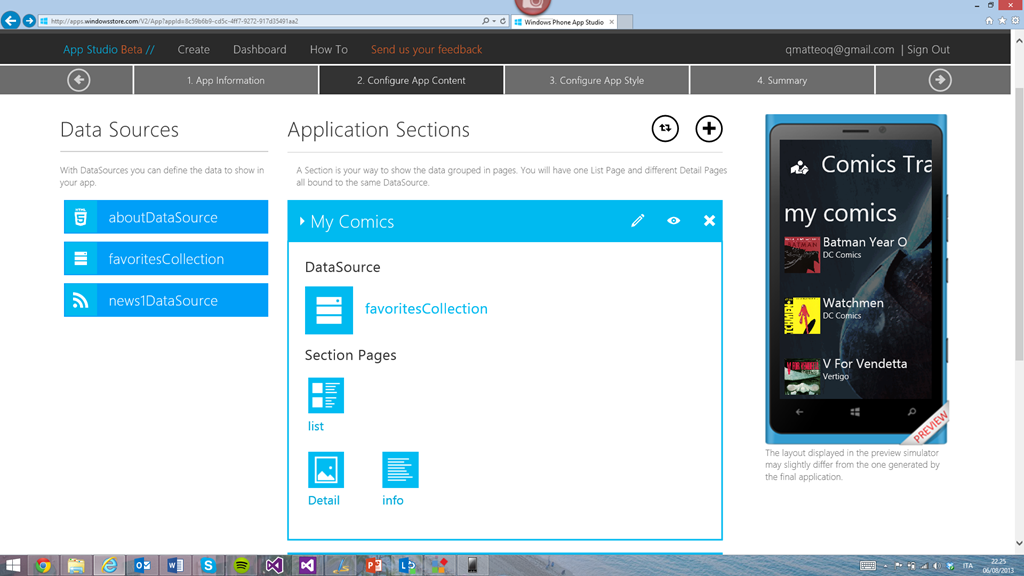 http://apps.windowsstore.com/V2/App?appId=8c59b6b9-cd5c-4ff7-9272-917d35491aa2
Windows Phone App Studio
App Studio Beta // Create Dashboard How To Send us your feedback qmatteoq@gmail.com | Sign Out
1. App Information 2. Configure App Content 3. Configure App Style 4. Summary
Data Sources
With DataSources you can define the data to show in
your app.
aboutDataSource
favoritesCollection
news1DataSource
Application Sections
A Section is your way to show the data grouped in pages. You will have one List Page and different Detail Pages
all bound to the same DataSource.
My Comics
DataSource
favoritesCollection
Section Pages
list
Detail info
Comics Tra
my comics
Batman Year O
DC Comics
Watchmen
DC Comics
V For Vendetta
Vertigo
PREVIEW
The layout displayed in the preview simulator
may slightly differ from the one generated by
the final application.
ITA
22.25
06/08/2013